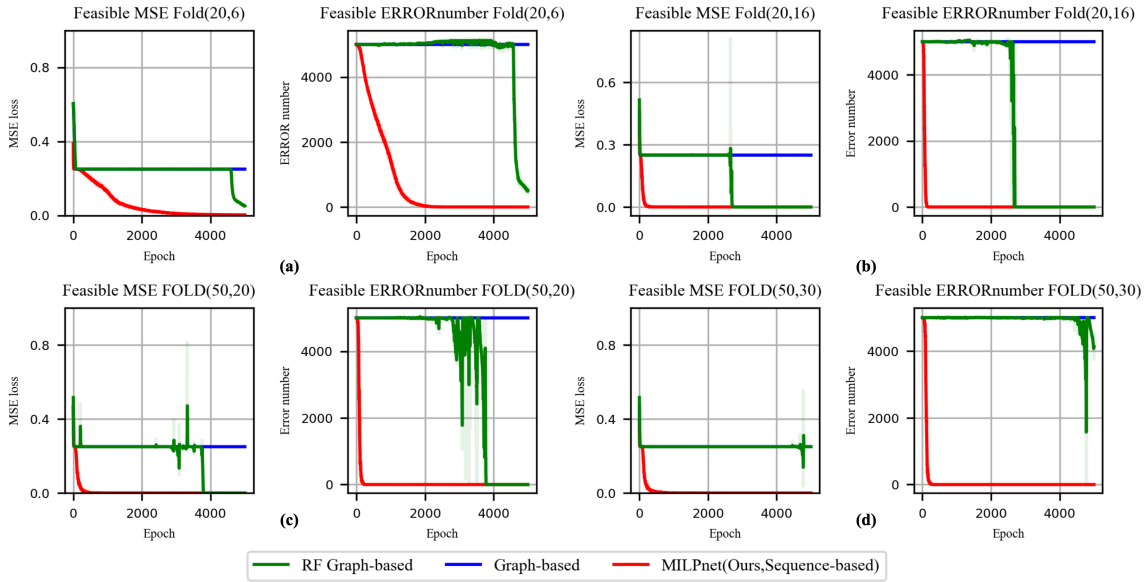 Feasible MSE Fold(20,6)
MSE loss
0.8
0.4
0.0
0 2000 4000
Epoch
Feasible ERRORnumber Fold(20,6)
ERROR number
4000
2000
0
0 2000 4000
Epoch
(a)
Feasible MSE Fold(20,16)
MSE loss
0.6
0.3
0.0
0 2000 4000
Epoch
Feasible ERRORnumber Fold(20,16)
Error number
4000
2000
0
0 2000 4000
Epoch
(b)
Feasible MSE FOLD(50,20)
MSE loss
0.8
0.4
0.0
0 2000 4000
Epoch
Feasible ERRORnumber FOLD(50,20)
Error number
4000
2000
0
0 2000 4000
Epoch
(c)
Feasible MSE FOLD(50,30)
MSE loss
0.8
0.4
0.0
0 2000 4000
Epoch
Feasible ERRORnumber FOLD(50,30)
Error number
4000
2000
0
0 2000 4000
Epoch
(d)
RF Graph-based Graph-based MILPnet(Ours,Sequence-based)